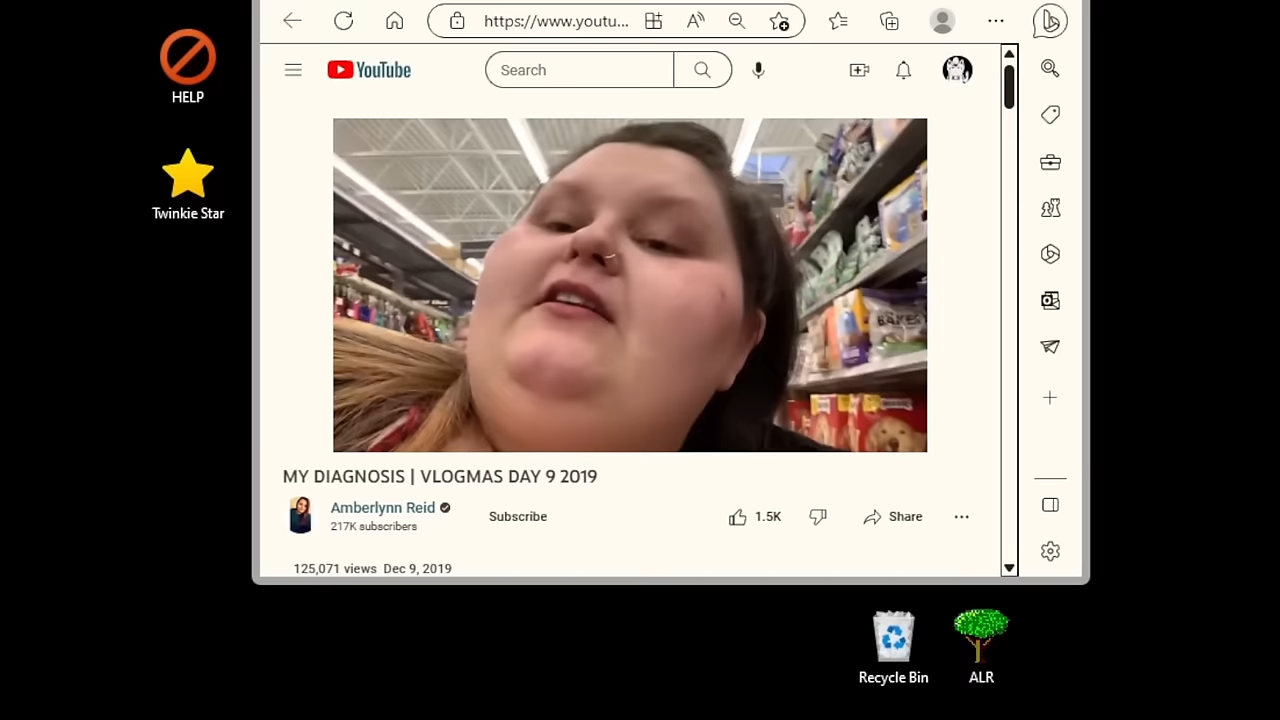 https://www.youtu...
HELP
YouTube
Search
Twinkie Star
BAKES
MY DIAGNOSIS | VLOGMAS DAY 9 2019
Amberlynn Reid
217K subscribers
Subscribe
1.5K
Share
125,071 views Dec 9, 2019
Recycle Bin
ALR